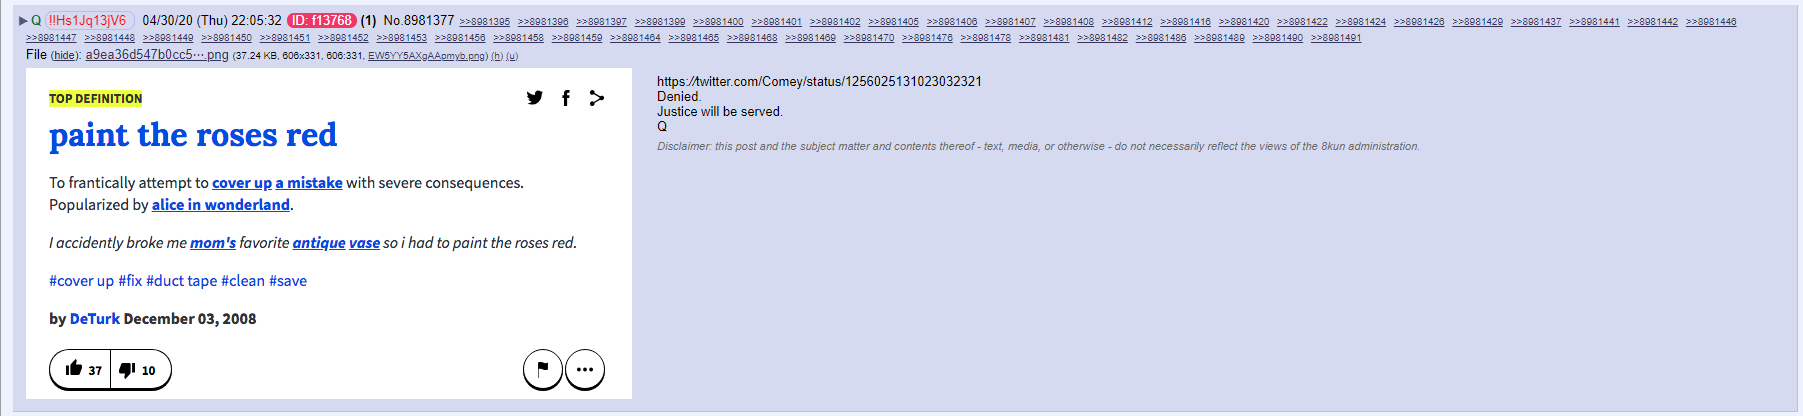 ▶ Q !!Hs1Jq13jV6 04/30/20 (Thu) 22:05:32 ID: f13768 (1) No.8981377 >>8981395 >>8981396 >>8981397 >>8981399 >>8981400 >>8981401 >>8981402 >>8981405 >>8981406 >>8981407 >>8981408 >>8981412 >>8981416 >>8981420 >>8981422 >>8981424 >>8981426 >>8981429 >>8981437 >>8981441 >>8981442 >>8981446
>>8981447 >>8981448 >>8981449 >>8981450 >>8981451 >>8981452 >>8981453 >>8981456 >>8981458 >>8981459 >>8981464 >>8981465 >>8981468 >>8981469 >>8981470 >>8981476 >>8981478 >>8981481 >>8981482 >>8981486 >>8981489 >>8981490 >>8981491
File (hide): a9ea36d547b0cc5⋯.png (37.24 KB, 606x331, 606:331, EW5YY5AXgAApmyb.png) (h) (u)
TOP DEFINITION
paint the roses red
To frantically attempt to cover up a mistake with severe consequences.
Popularized by alice in wonderland.
I accidently broke me mom's favorite antique vase so i had to paint the roses red.
#cover up #fix #duct tape #clean #save
by DeTurk December 03, 2008
37 10
https://twitter.com/Comey/status/1256025131023032321
Denied.
Justice will be served.
Q
Disclaimer: this post and the subject matter and contents thereof - text, media, or otherwise - do not necessarily reflect the views of the 8kun administration.